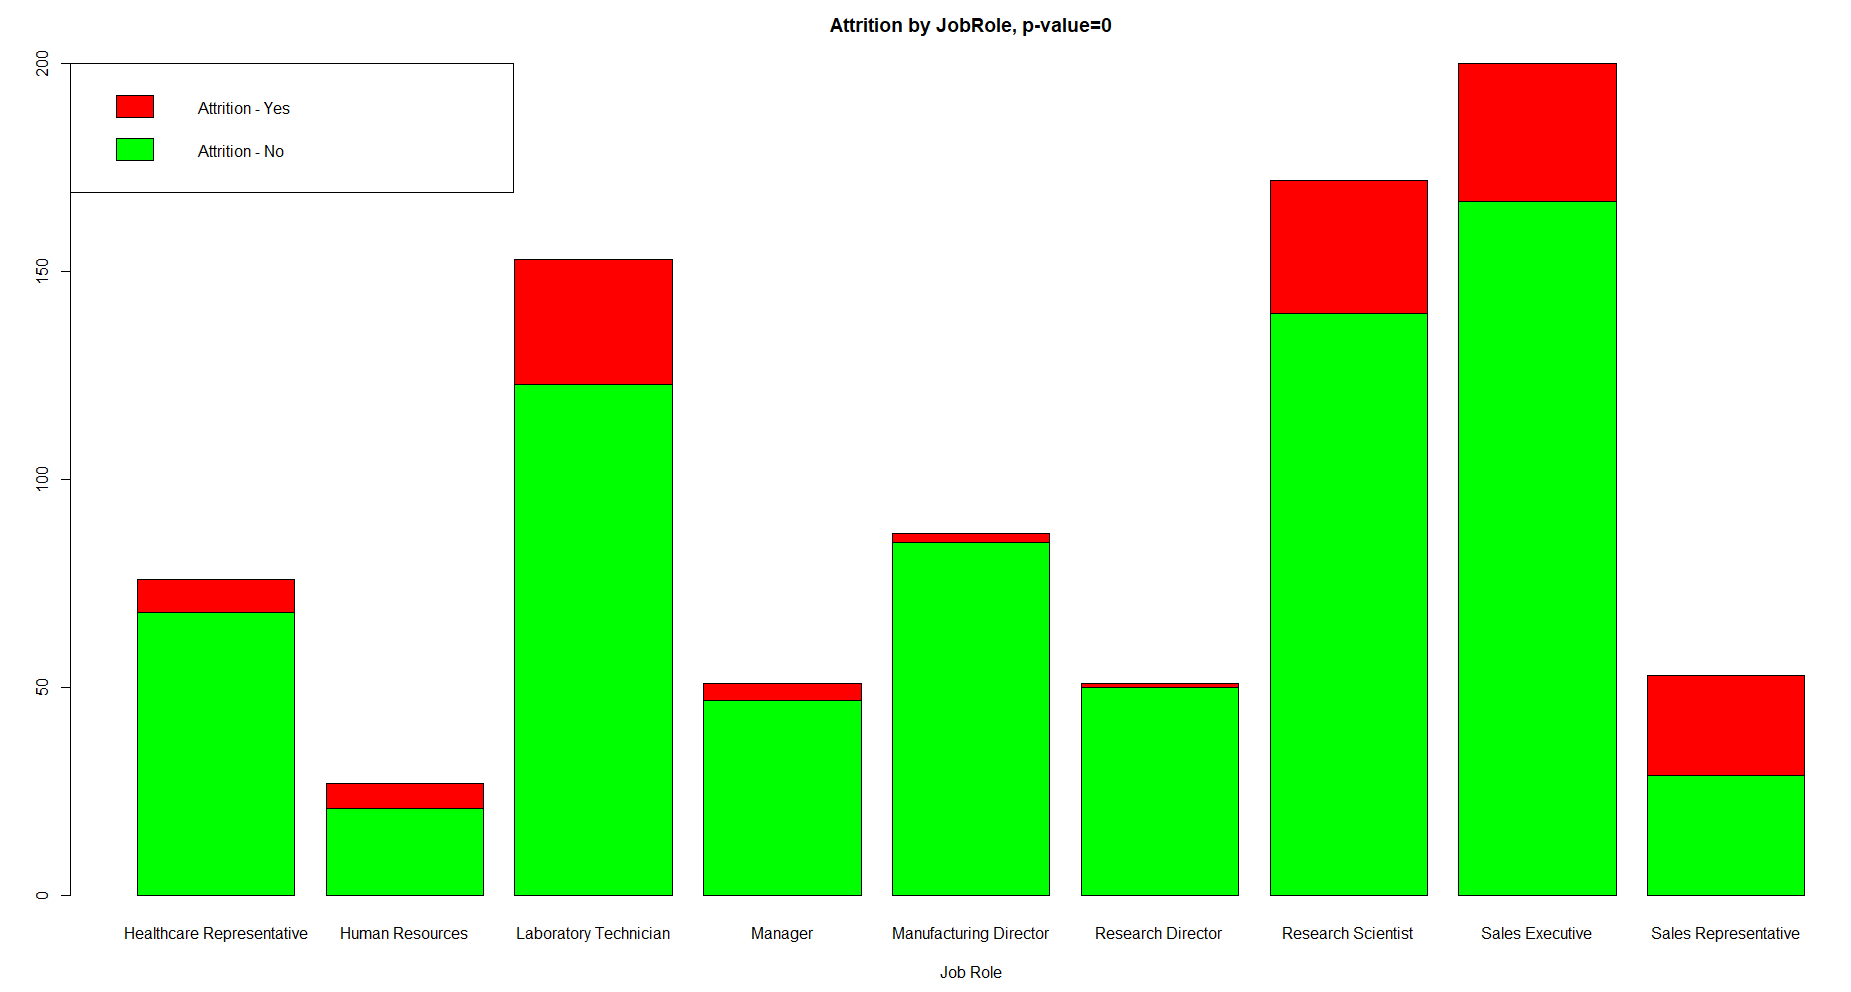 Attrition by JobRole, p-value=0
200
150
100
50
0
Attrition - Yes
Attrition - No
Healthcare Representative
Human Resources
Laboratory Technician
Manager
Manufacturing Director
Research Director
Research Scientist
Sales Executive
Sales Representative
Job Role